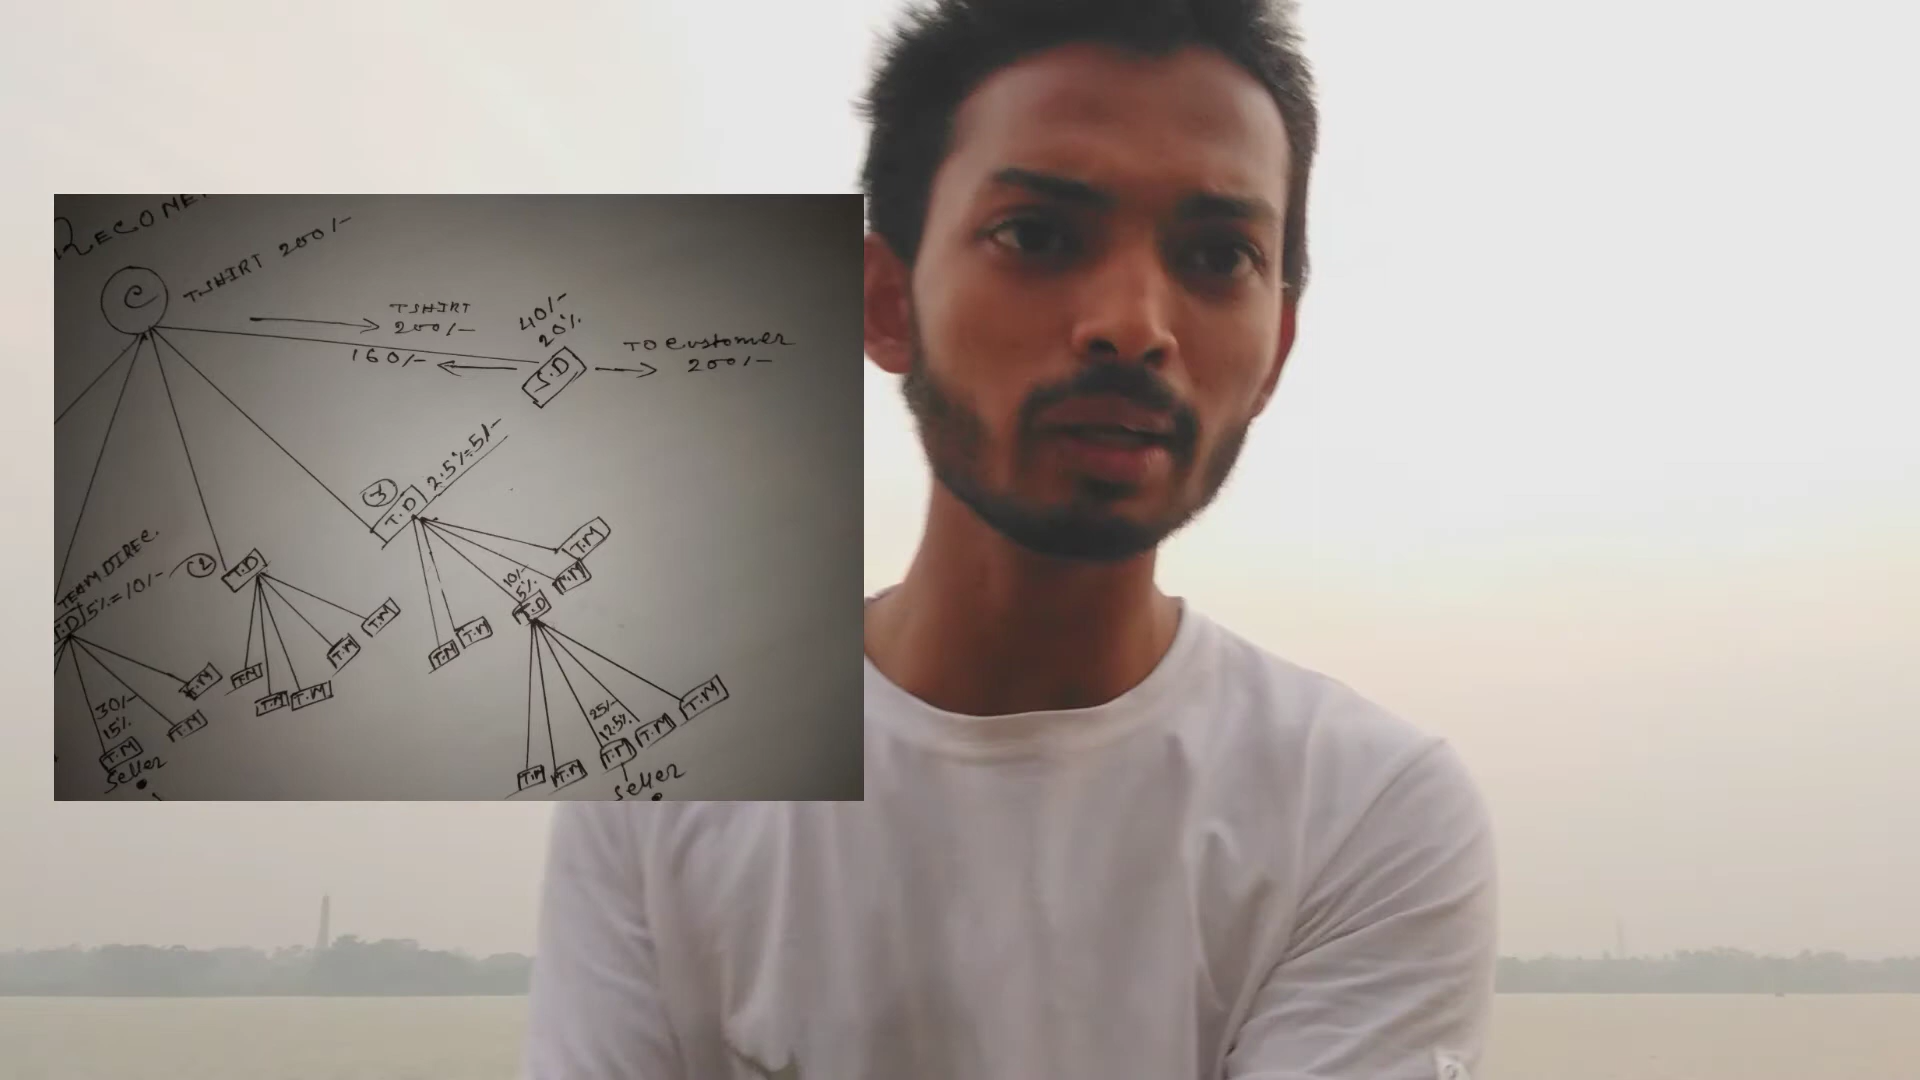 T.SHIRT 200/-
C
TSHIRT
200/-
160/-
40/-
20%
S.D
TO Customer
200/-
3
T.D
2.5%=5/-
TEAM DIREC.
5%=10/-
2
T.D
T.D
T.M
T.M
10/-
5%
T.D
T.M
T.M
T.M
T.M
T.M
T.M
T.M
T.M
T.M
T.M
30/-
15%
T.M
Seller
25/-
12.5%
T.M
T.M
T.M
T.M
T.M
Seller